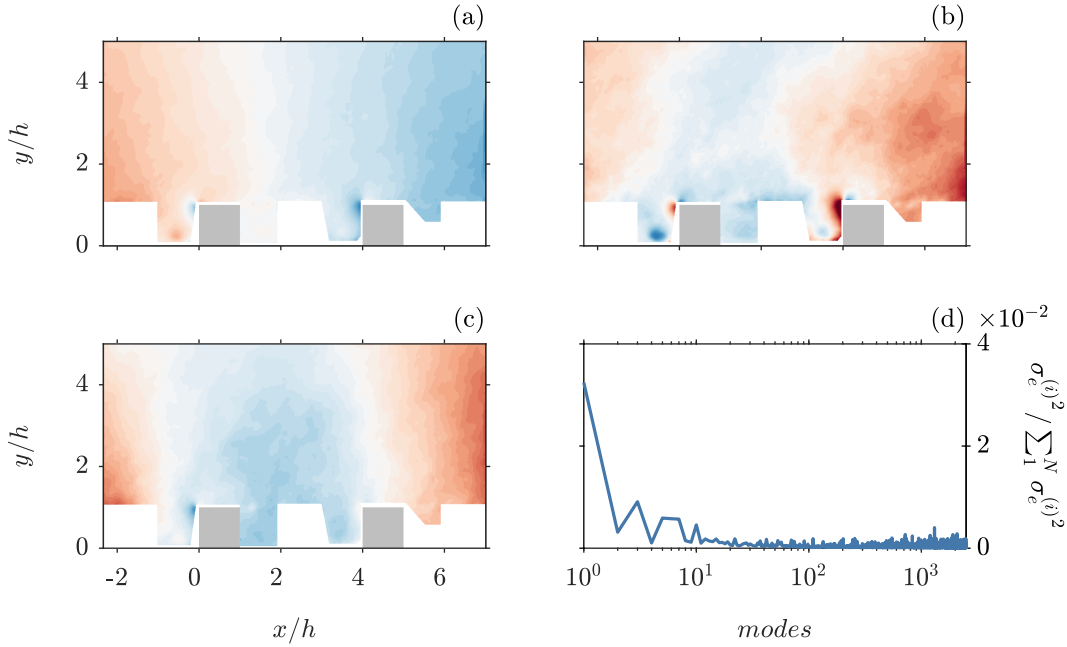 (a)
(b)
y/h
4
2
0
(c)
(d) ×10⁻²
y/h
4
2
0
4
2
0
σₑ⁽ⁱ⁾² / ∑₁ᴺ σₑ⁽ⁱ⁾²
-2 0 2 4 6
10⁰ 10¹ 10² 10³
x/h
modes